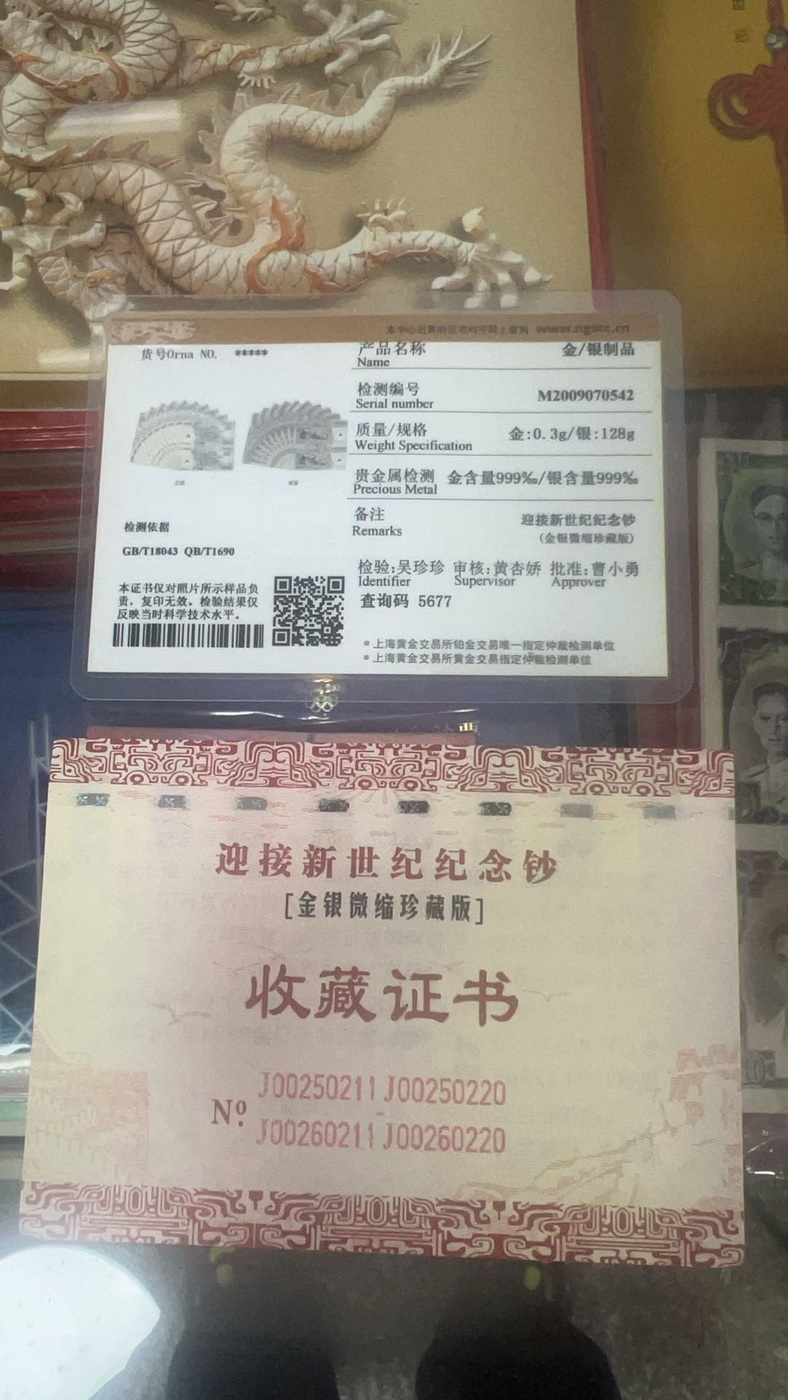 本中心出具的证书均可网上查询 www.ngstc.cn
货号Orna NO. *****
产品名称 金/银制品
Name
检测编号 M2009070542
Serial number
质量/规格 金:0.3g/银:128g
Weight Specification
贵金属检测 金含量999‰/银含量999‰
Precious Metal
备注 迎接新世纪纪念钞
Remarks (金银微缩珍藏版)
检测依据
GB/T18043 QB/T1690
检验:吴珍珍 审核:黄杏娇 批准:曹小勇
Identifier Supervisor Approver
查询码 5677
本证书仅对照片所示样品负
责，复印无效。检验结果仅
反映当时科学技术水平。
上海黄金交易所铂金交易唯一指定仲裁检测单位
上海黄金交易所黄金交易指定仲裁检测单位
迎接新世纪纪念钞
[金银微缩珍藏版]
收藏证书
Nº J00250211-J00250220
J00260211-J00260220